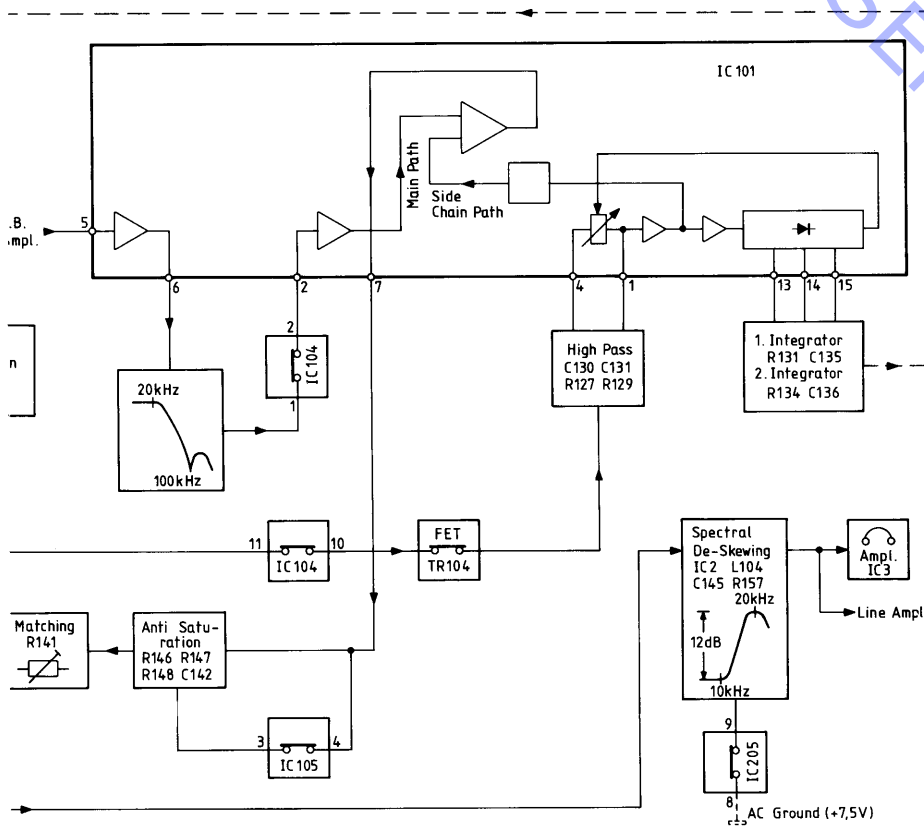 IC 101
Main Path
Side
Chain Path
.B.
mpl.
5
6
2
7
4
1
13
14
15
2
IC104
1
High Pass
C130 C131
R127 R129
1. Integrator
R131 C135
2. Integrator
R134 C136
n
20kHz
100kHz
11
IC104
10
FET
TR104
Spectral
De-Skewing
IC2 L104
C145 R157
20kHz
12dB
10kHz
Ampl.
IC3
Line Ampl
Matching
R141
Anti Satu-
ration
R146 R147
R148 C142
3
IC105
4
9
IC205
8
AC Ground (+7,5V)